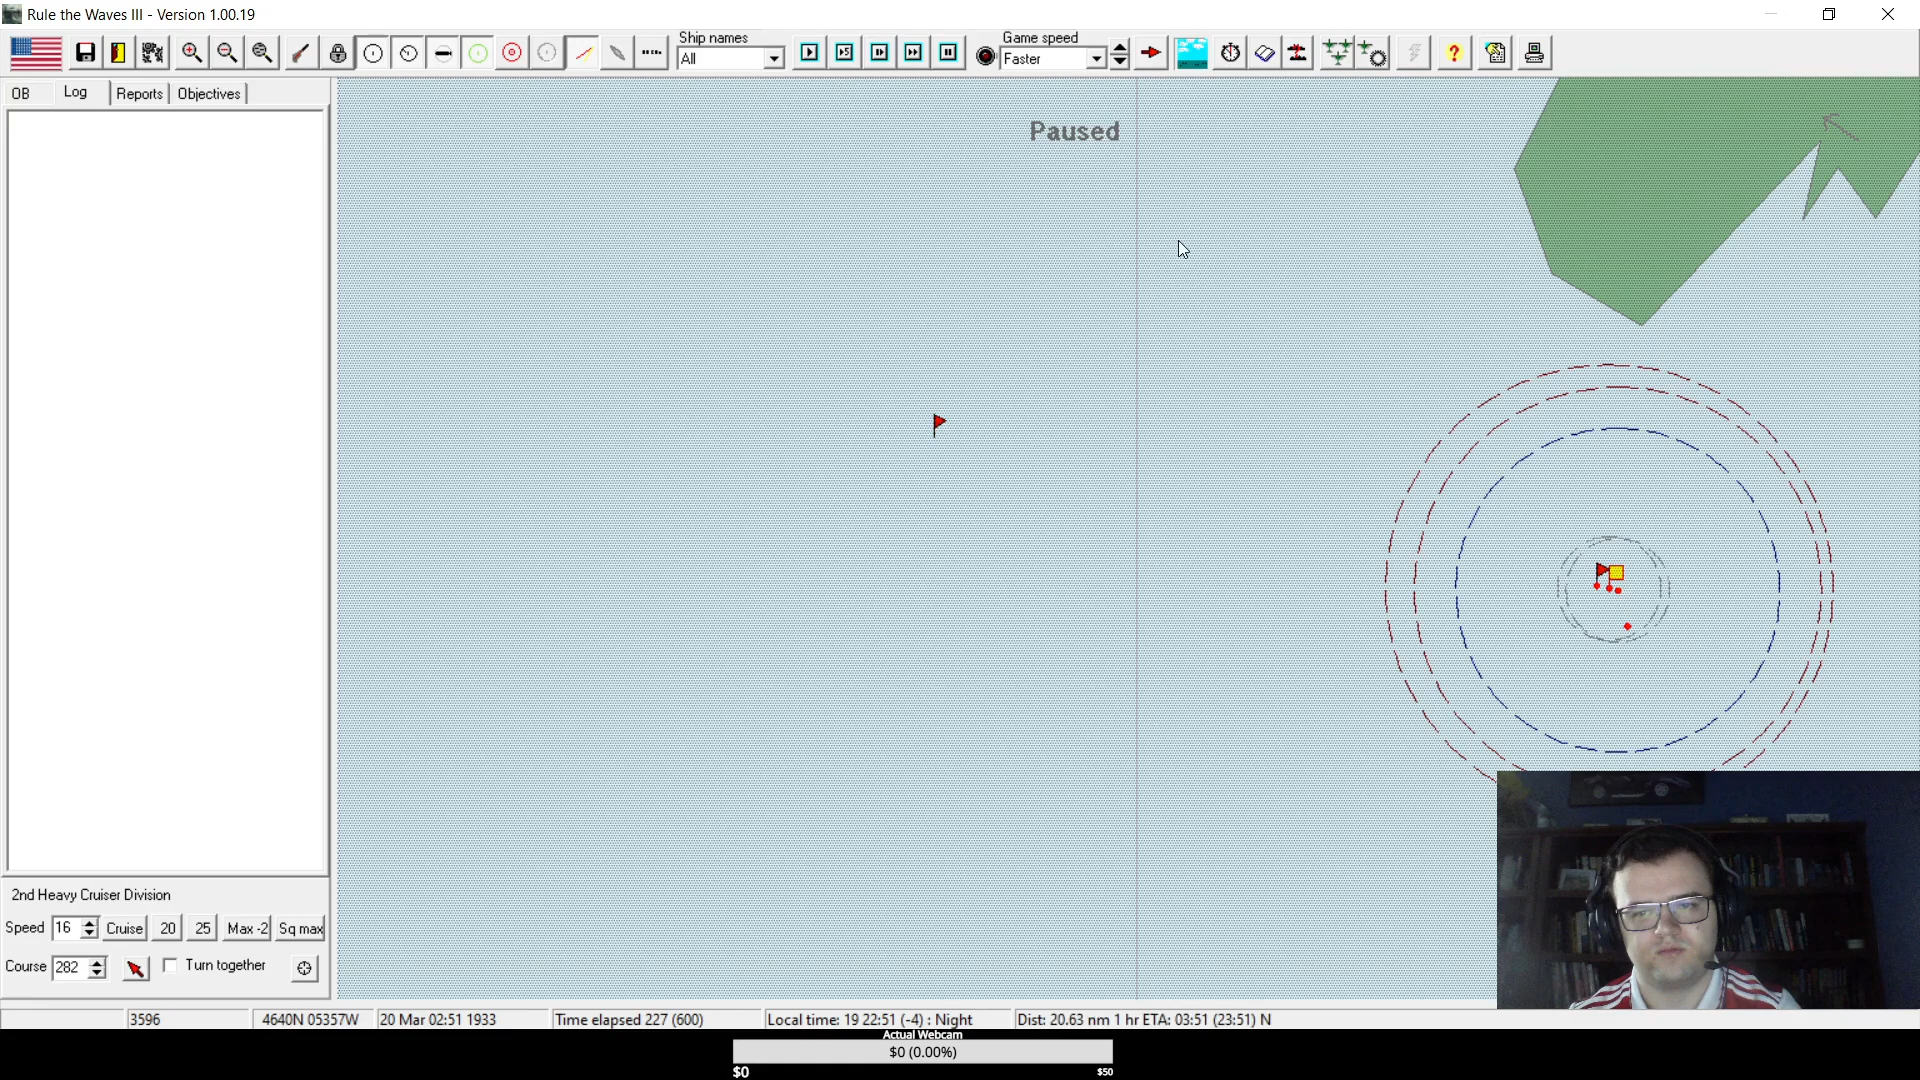 Rule the Waves III - Version 1.00.19
Ship names
All
Game speed
Faster
OB
Log
Reports
Objectives
Paused
2nd Heavy Cruiser Division
Speed 16 Cruise 20 25 Max -2 Sq max
Course 282 Turn together
3596
4640N 05357W
20 Mar 02:51 1933
Time elapsed 227 (600)
Local time: 19 22:51 (-4) : Night
Dist: 20.63 nm 1 hr ETA: 03:51 (23:51) N
Actual Webcam
$0 (0.00%)
$0
$50